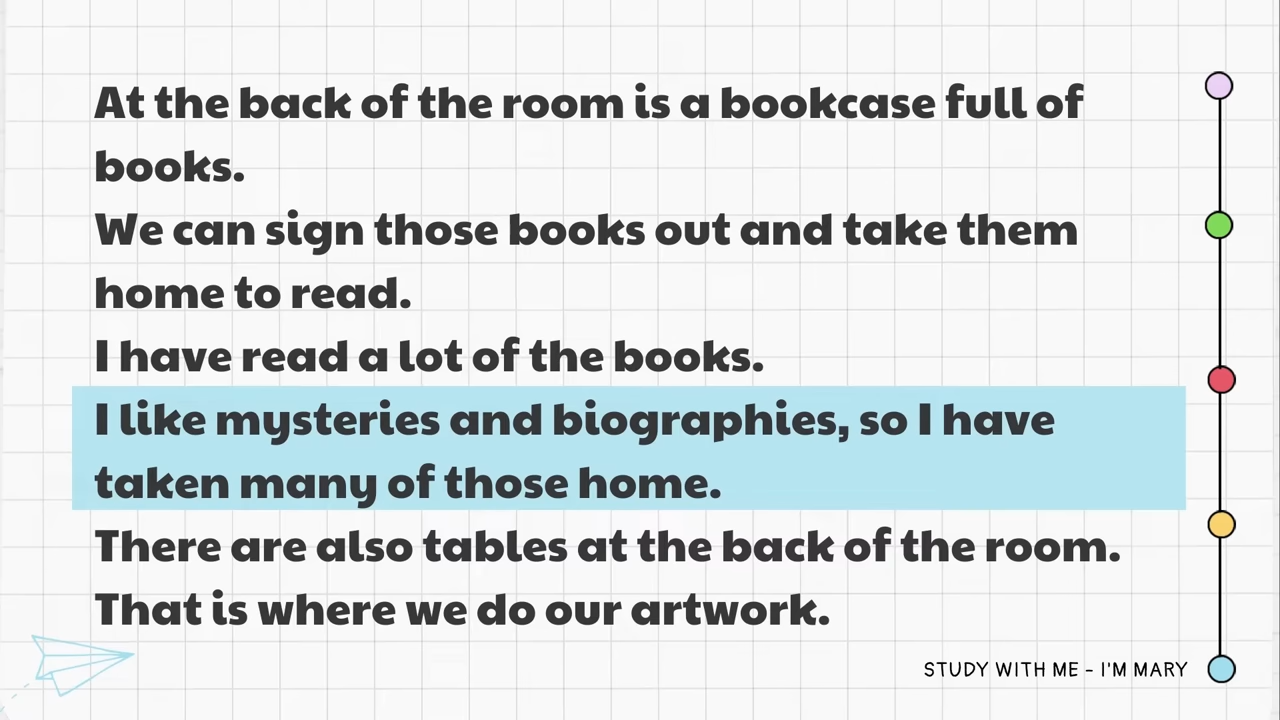 At the back of the room is a bookcase full of
books.
We can sign those books out and take them
home to read.
I have read a lot of the books.
I like mysteries and biographies, so I have
taken many of those home.
There are also tables at the back of the room.
That is where we do our artwork.
STUDY WITH ME - I'M MARY